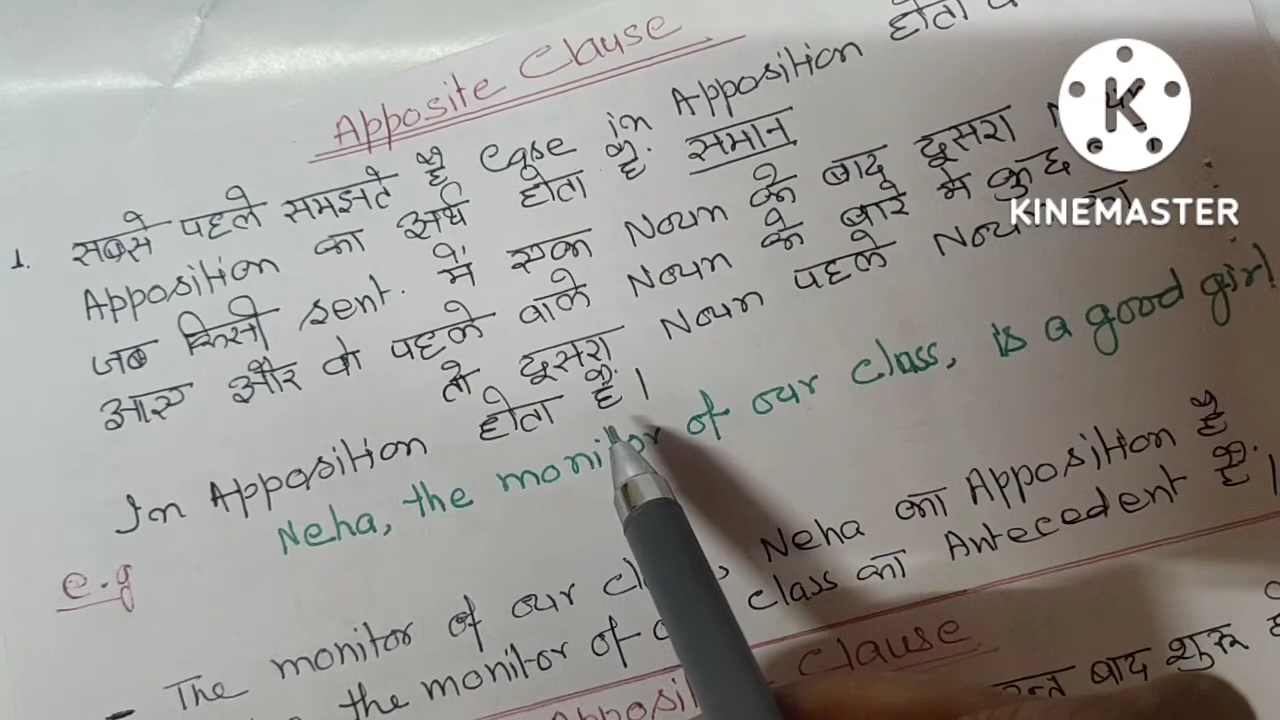 Apposite Clause
1. सबसे पहले समझते है Case in Apposition होता
Apposition का अर्थ होता हैं समान
जब किसी sent. में एक Noun के बाद दूसरा
आए और वो पहले वाले Noun के बारे में कुछ
तो दूसरा Noun पहले Noun का
In Apposition होता हैं।
e.g Neha, the monitor of our class, is a good girl
- The monitor of our Neha का Apposition है
the monitor of class का Antecedent हैं।
Clause
बाद शुरू
K
KINEMASTER